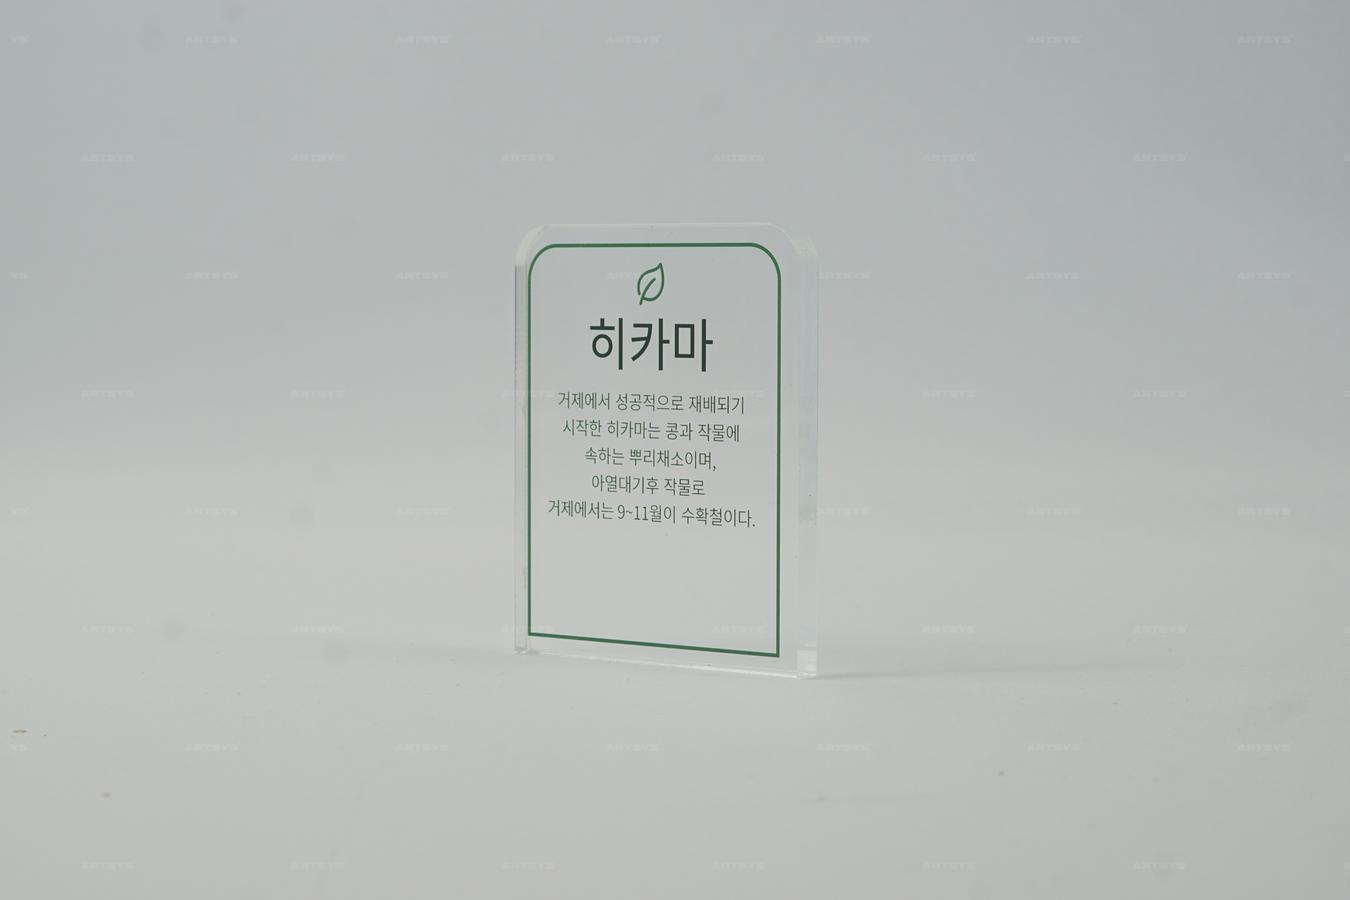 히카마
거제에서 성공적으로 재배되기
시작한 히카마는 콩과 작물에
속하는 뿌리채소이며,
아열대기후 작물로
거제에서는 9~11월이 수확철이다.
ARTSYS